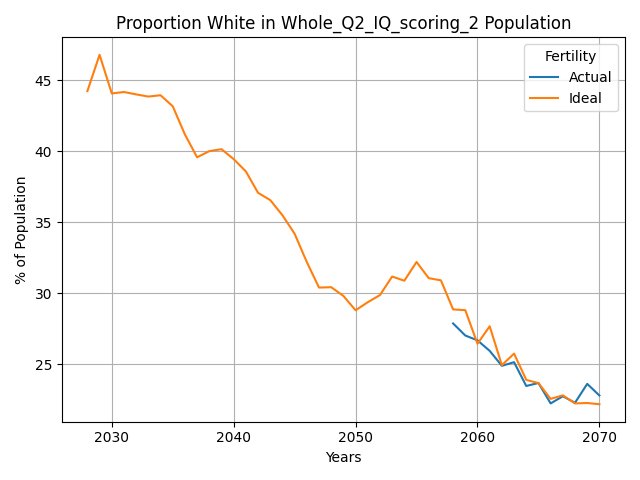 Proportion White in Whole_Q2_IQ_scoring_2 Population
Fertility
Actual
Ideal
% of Population
45
40
35
30
25
2030 2040 2050 2060 2070
Years